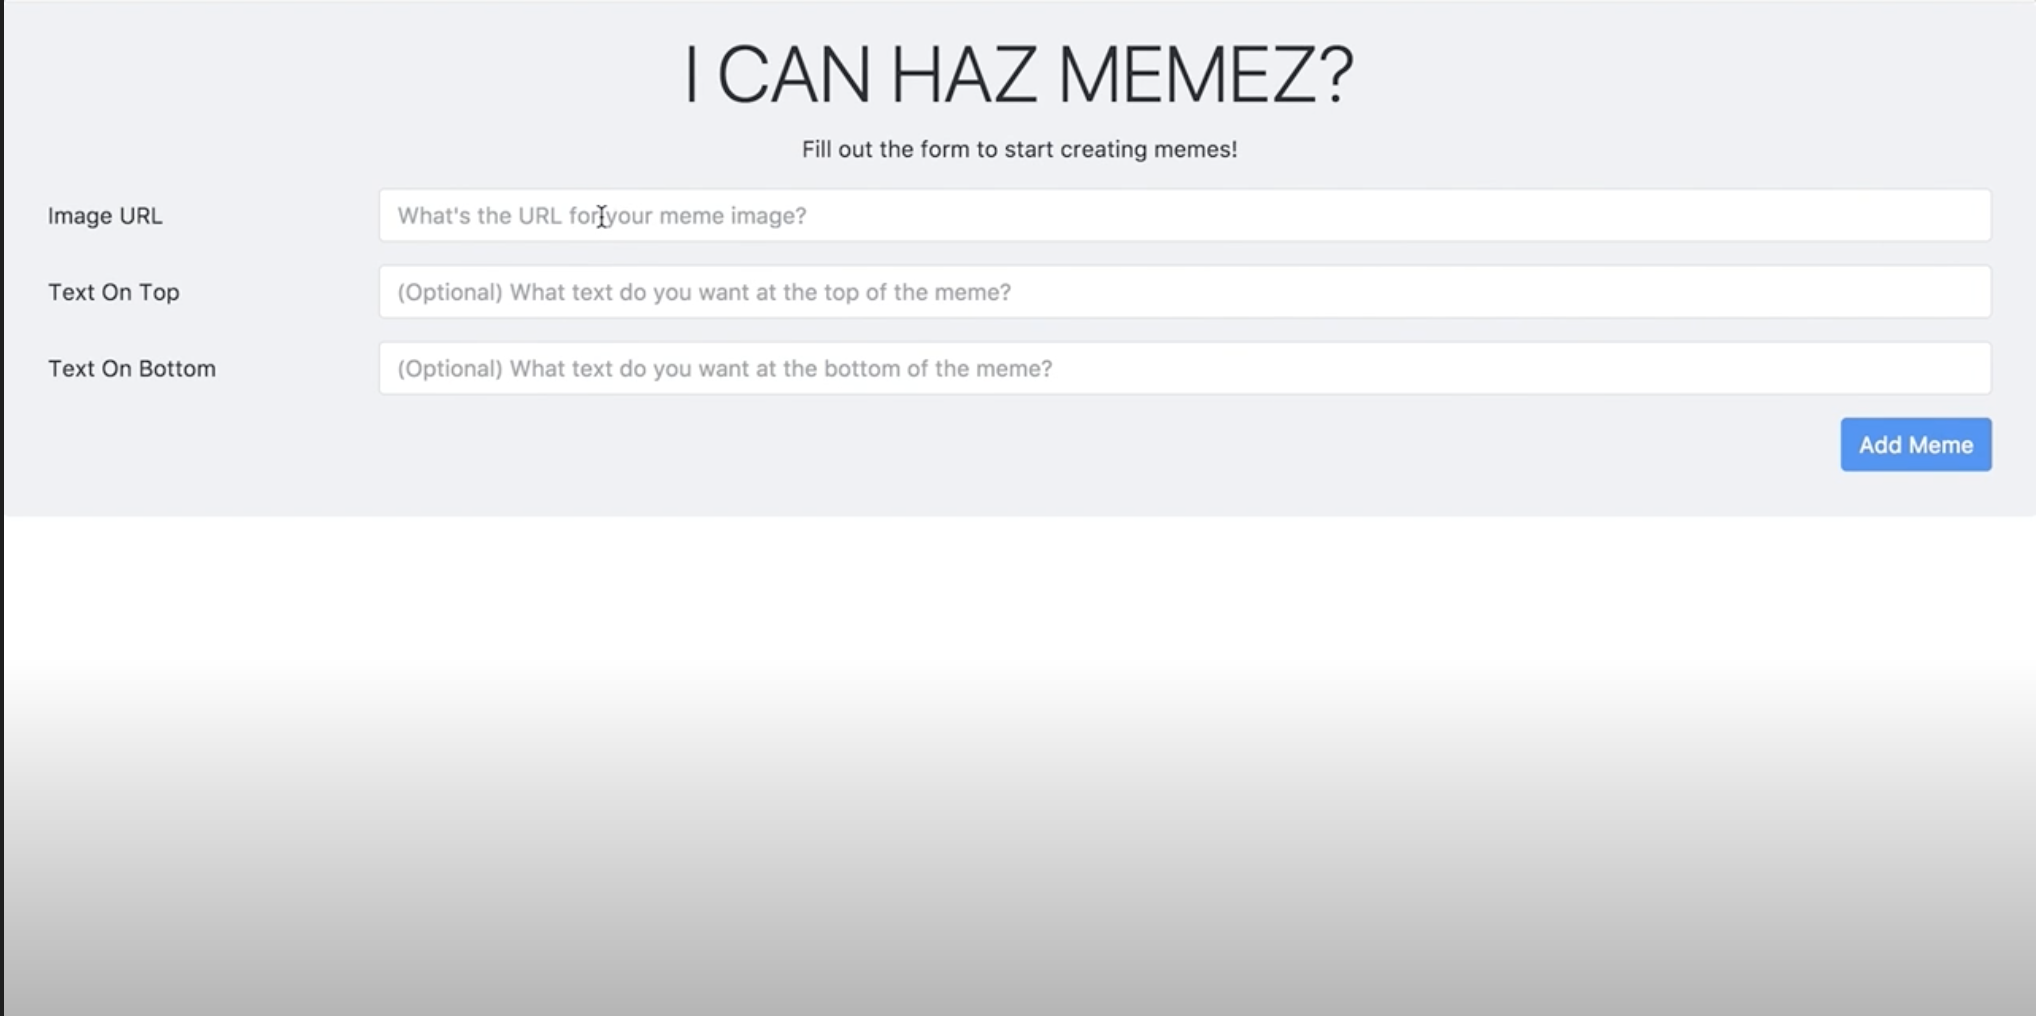 I CAN HAZ MEMEZ?
Fill out the form to start creating memes!
Image URL
What's the URL for your meme image?
Text On Top
(Optional) What text do you want at the top of the meme?
Text On Bottom
(Optional) What text do you want at the bottom of the meme?
Add Meme